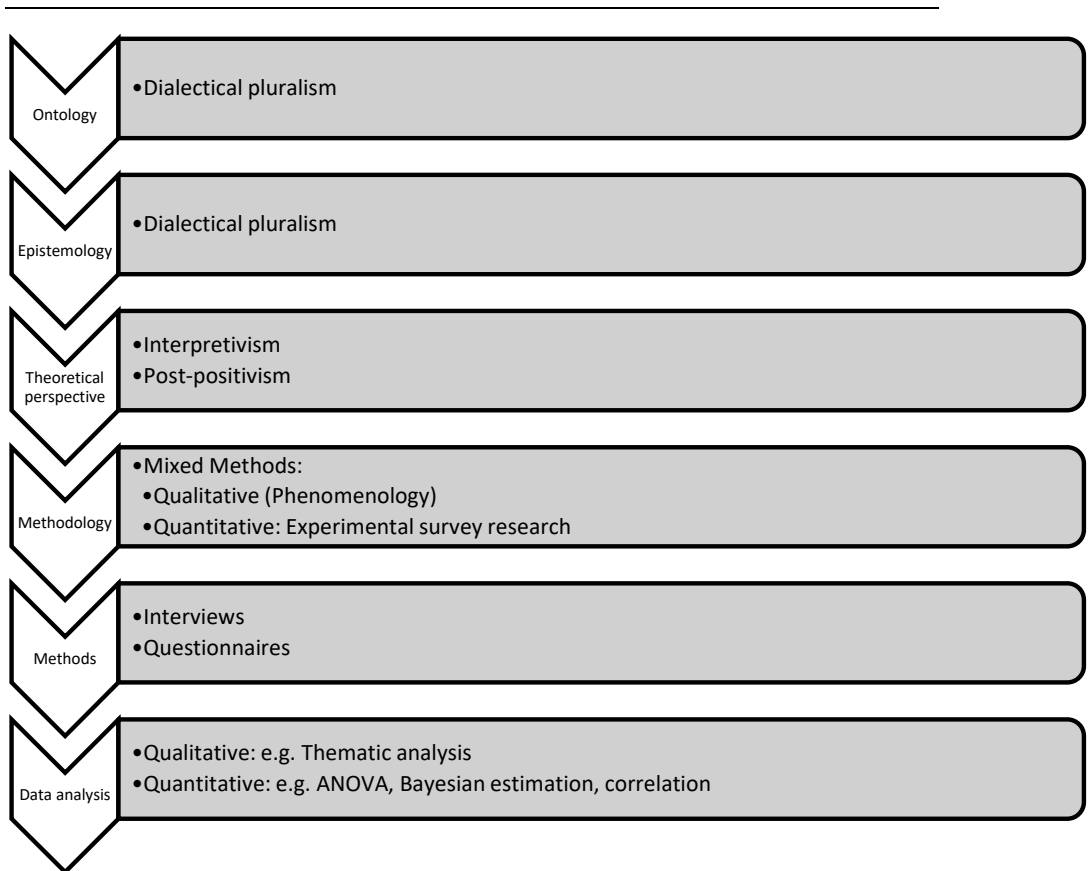 Ontology
•Dialectical pluralism
Epistemology
•Dialectical pluralism
Theoretical
perspective
•Interpretivism
•Post-positivism
Methodology
•Mixed Methods:
•Qualitative (Phenomenology)
•Quantitative: Experimental survey research
Methods
•Interviews
•Questionnaires
Data analysis
•Qualitative: e.g. Thematic analysis
•Quantitative: e.g. ANOVA, Bayesian estimation, correlation